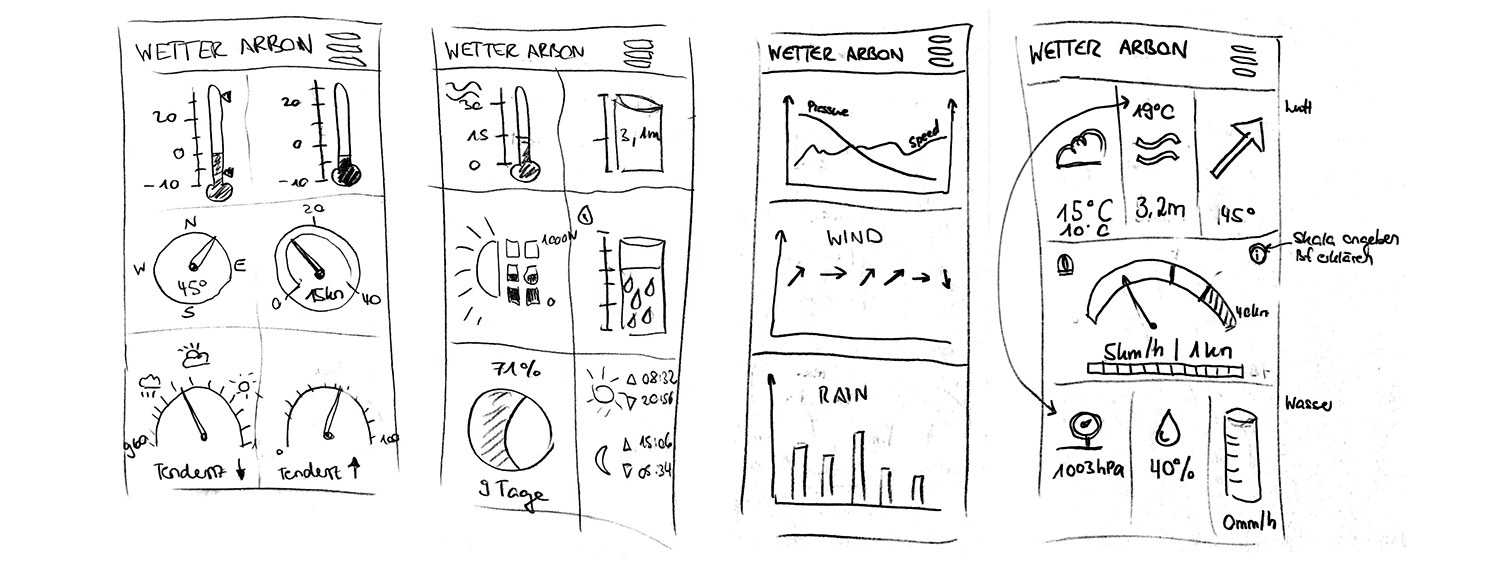 WETTER ARBON
20
0
-10
20
0
-10
N
W
E
S
45°
20
0
15kn
40
960
Tendenz
0
100
Tendenz
WETTER ARBON
30
15
0
3,1m
1000W
0
71%
9 Tage
08:32
20:56
15:06
05:34
WETTER ARBON
Pressure
Speed
WIND
RAIN
WETTER ARBON
19°C
15°C
10°C
3,2m
45°
Luft
i
Skala angeben
erklären
40kn
5km/h | 1kn
Wasser
1003hPa
40%
0mm/h